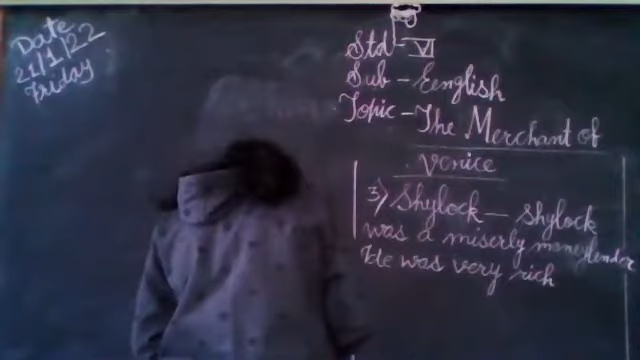 Date
21/1/22
Friday
Std - VI
Sub - Eenglish
Topic - The Merchant of
Venice
3) Shylock - Shylock
was a miserly moneylender
He was very rich